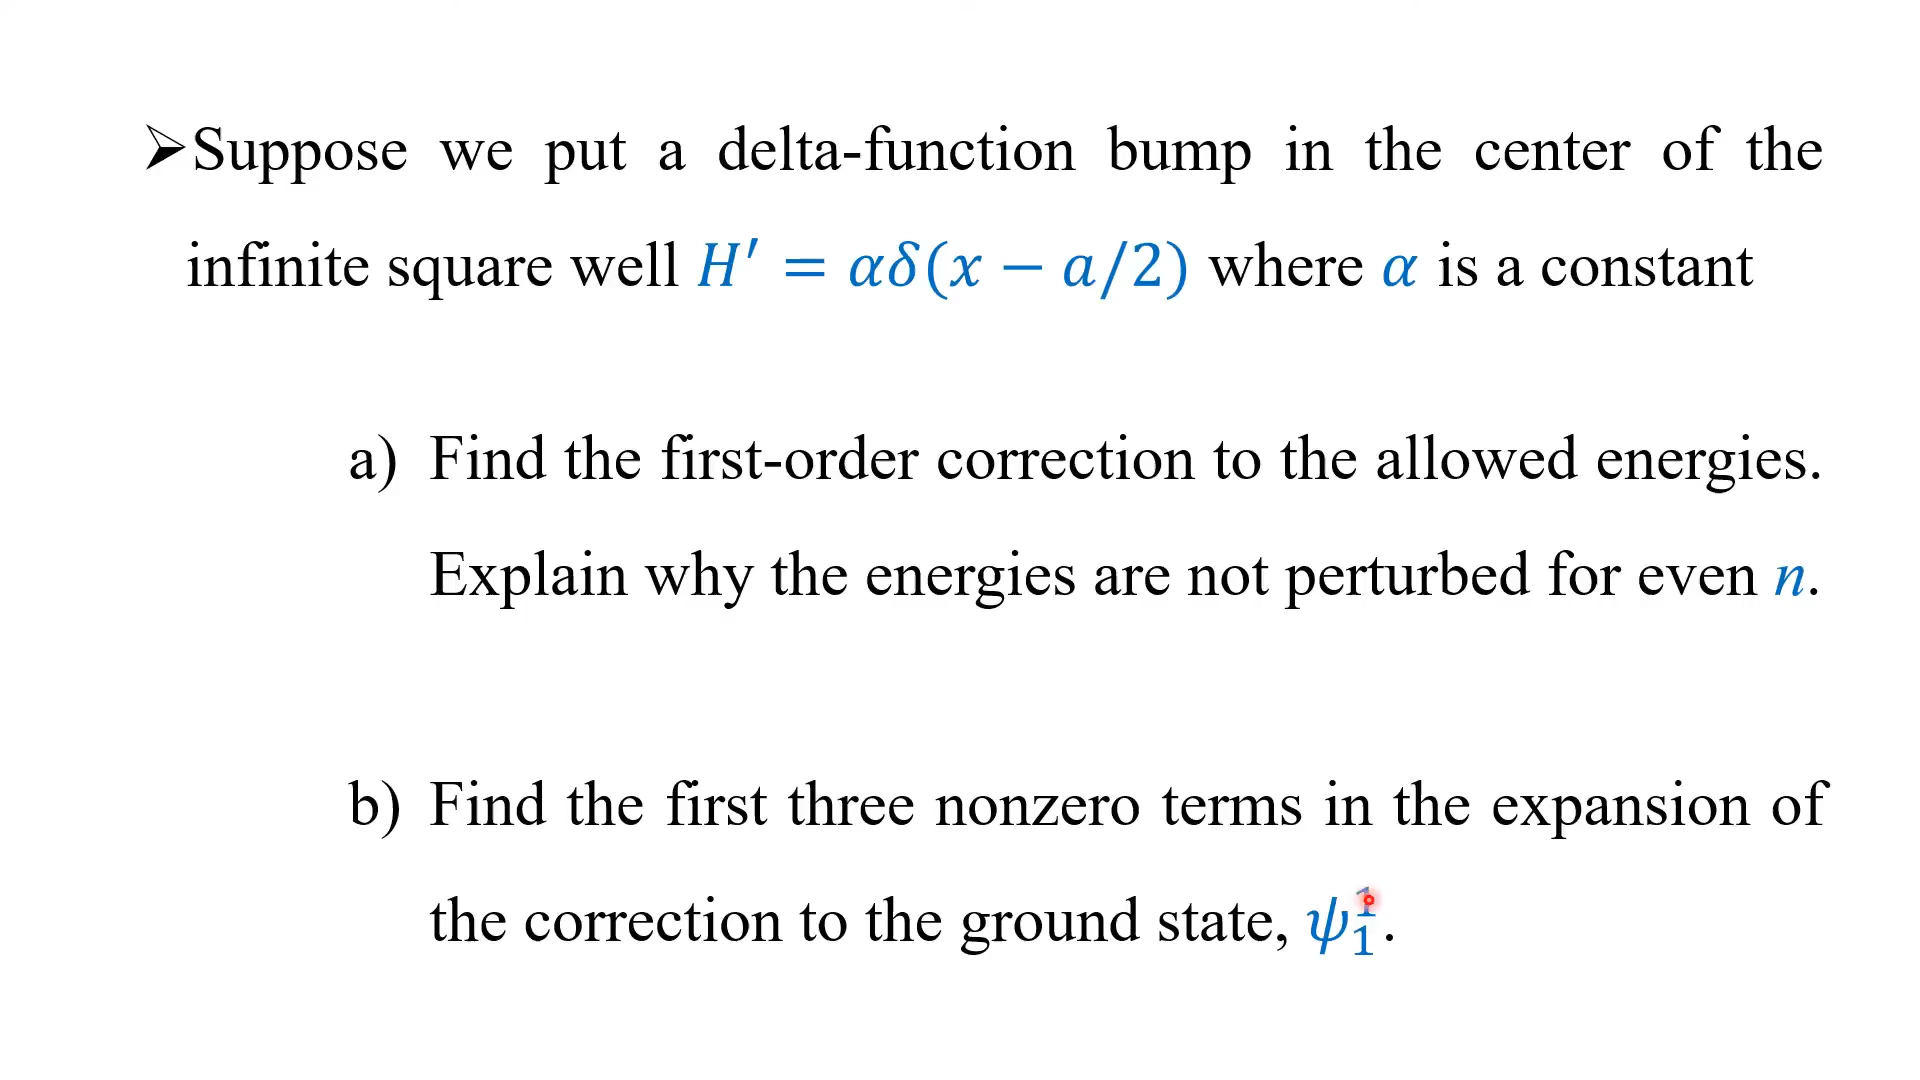 ➢Suppose we put a delta-function bump in the center of the
infinite square well H′ = αδ(x − a/2) where α is a constant
a) Find the first-order correction to the allowed energies.
Explain why the energies are not perturbed for even n.
b) Find the first three nonzero terms in the expansion of
the correction to the ground state, ψ₁¹.